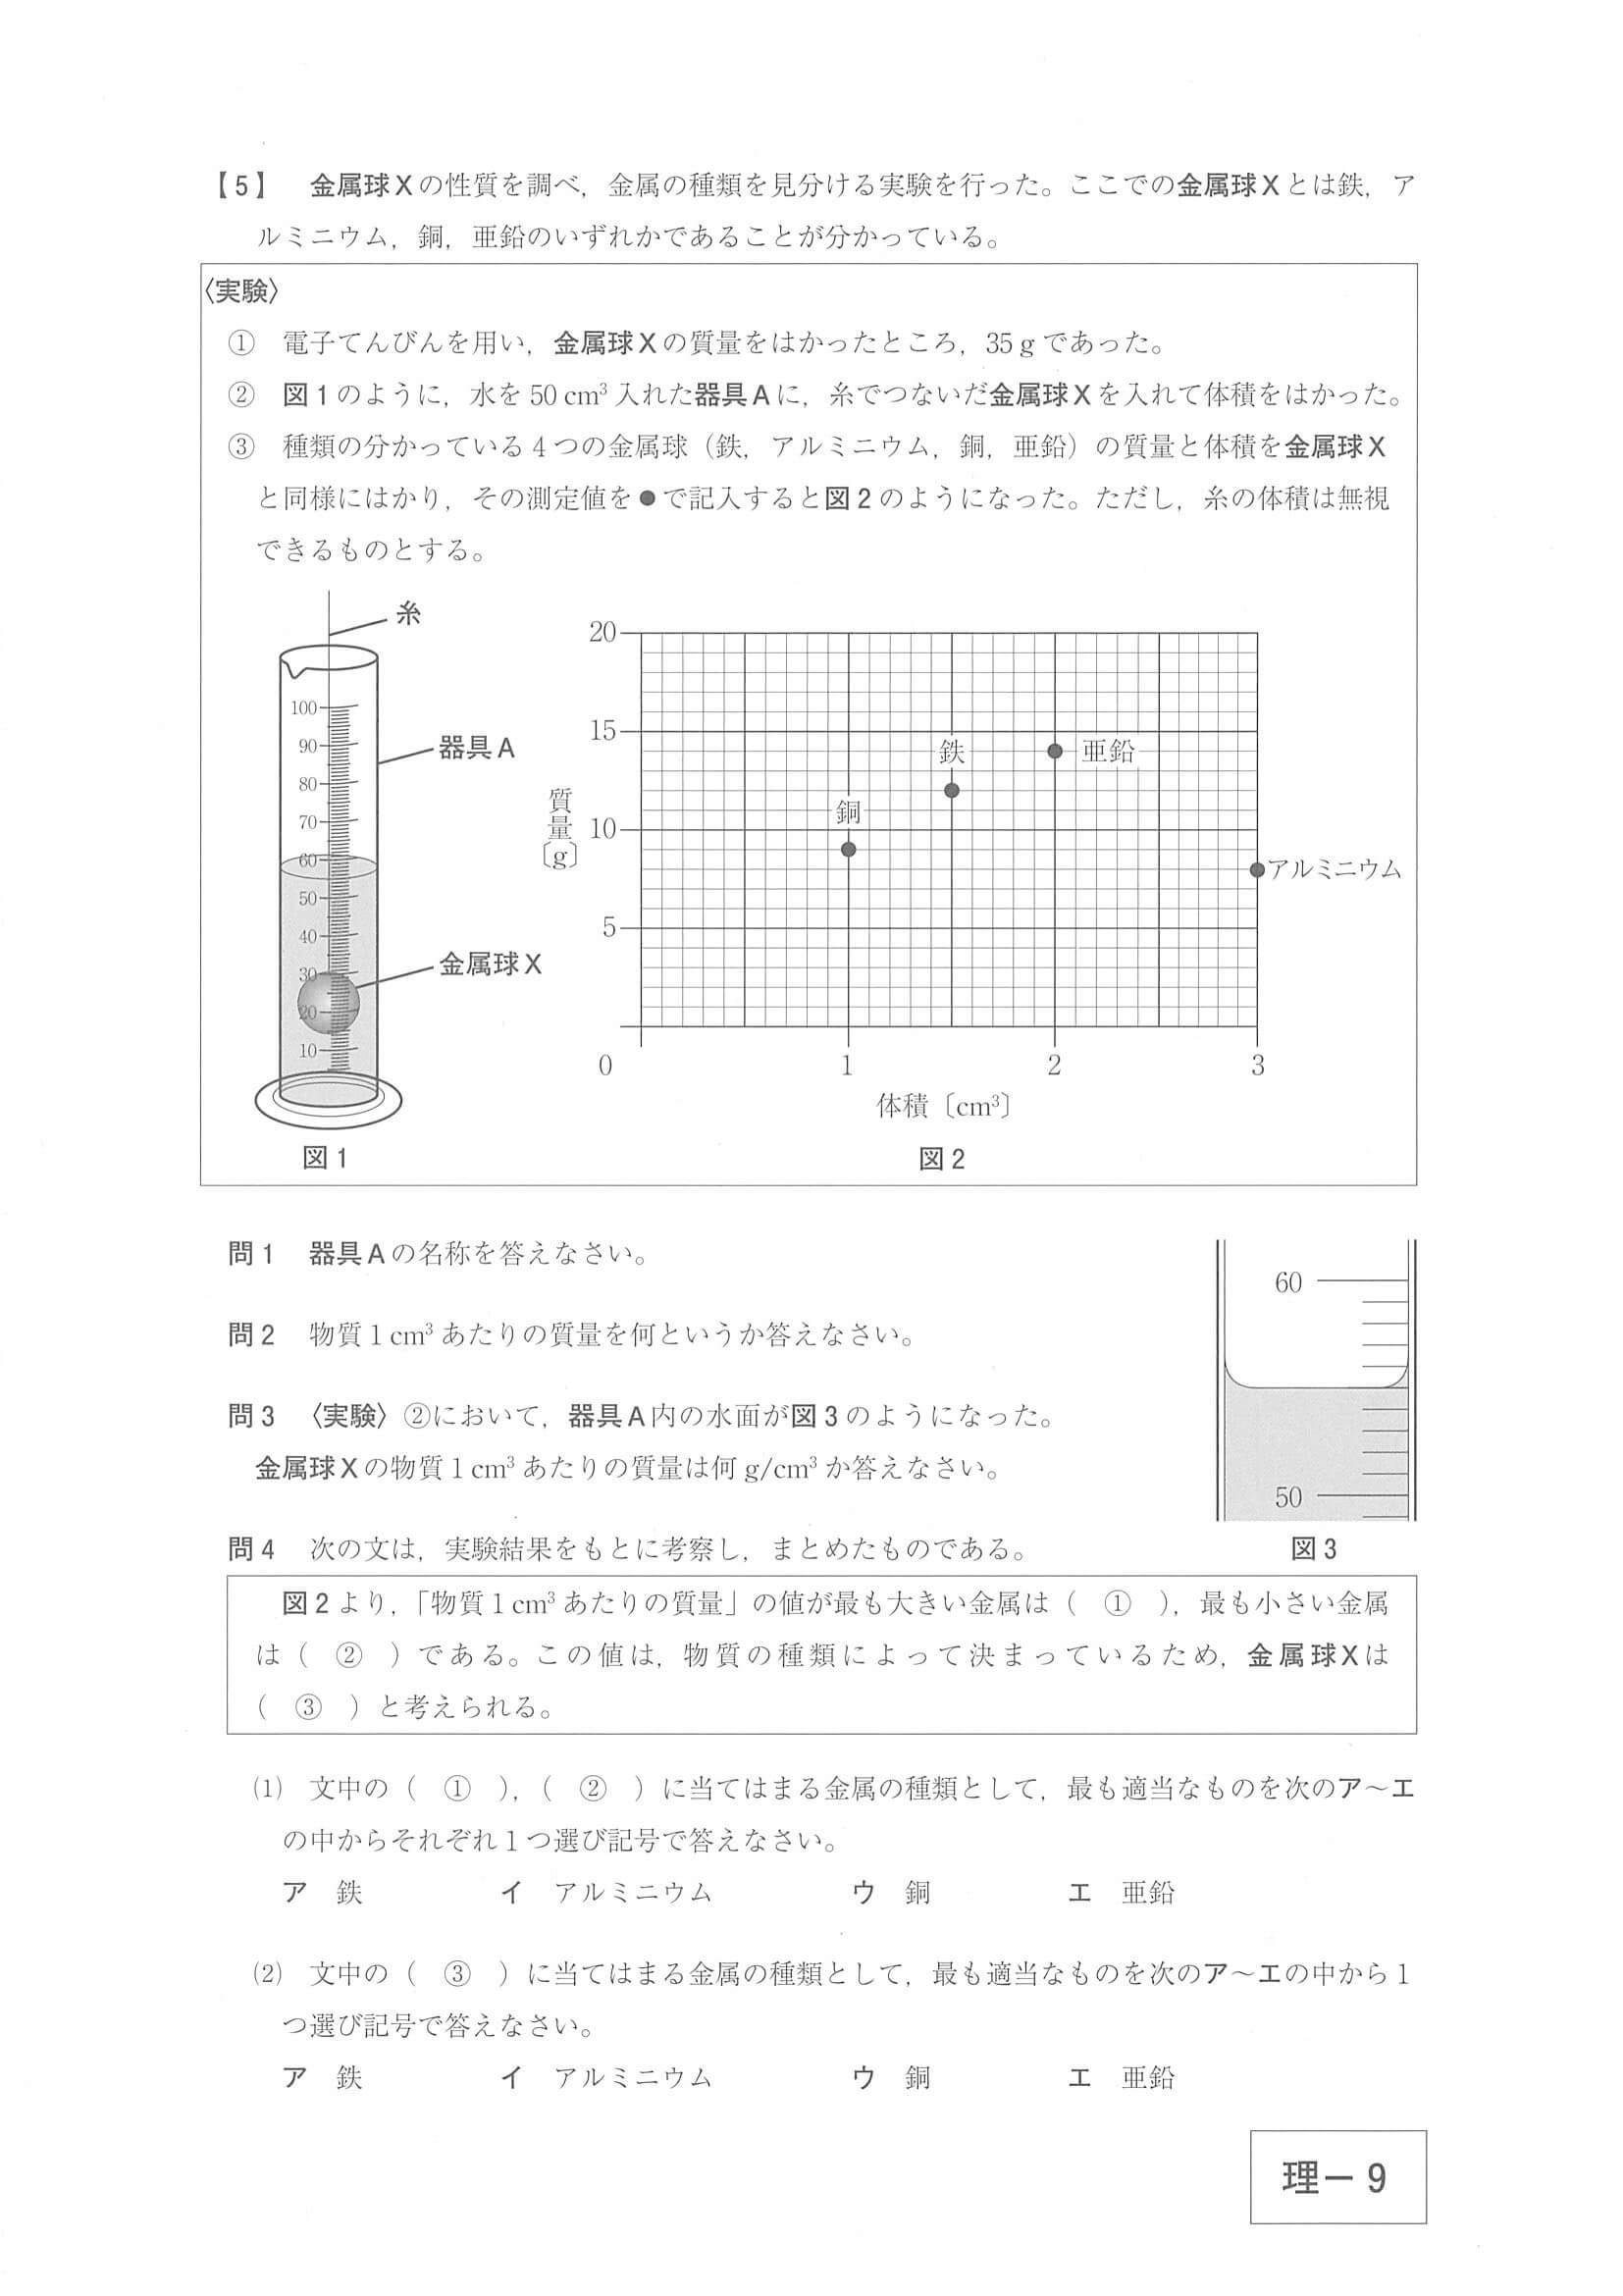 【5】 金属球Xの性質を調べ，金属の種類を見分ける実験を行った。ここでの金属球Xとは鉄，ア
ルミニウム，銅，亜鉛のいずれかであることが分かっている。
〈実験〉
① 電子てんびんを用い，金属球Xの質量をはかったところ，35 g であった。
② 図1のように，水を 50 cm³ 入れた器具Aに，糸でつないだ金属球Xを入れて体積をはかった。
③ 種類の分かっている4つの金属球（鉄，アルミニウム，銅，亜鉛）の質量と体積を金属球X
と同様にはかり，その測定値を●で記入すると図2のようになった。ただし，糸の体積は無視
できるものとする。
糸
器具A
金属球X
100
90
80
70
60
50
40
30
20
10
図1
20
15
10
5
0
1
2
3
質量〔g〕
銅
鉄
亜鉛
アルミニウム
体積〔cm³〕
図2
問1 器具Aの名称を答えなさい。
問2 物質1 cm³ あたりの質量を何というか答えなさい。
問3 〈実験〉②において，器具A内の水面が図3のようになった。
金属球Xの物質1 cm³ あたりの質量は何 g/cm³ か答えなさい。
60
50
図3
問4 次の文は，実験結果をもとに考察し，まとめたものである。
図2より，「物質1 cm³ あたりの質量」の値が最も大きい金属は（ ① ），最も小さい金属
は（ ② ）である。この値は，物質の種類によって決まっているため，金属球Xは
（ ③ ）と考えられる。
(1) 文中の（ ① ），（ ② ）に当てはまる金属の種類として，最も適当なものを次のア～エ
の中からそれぞれ1つ選び記号で答えなさい。
ア 鉄 イ アルミニウム ウ 銅 エ 亜鉛
(2) 文中の（ ③ ）に当てはまる金属の種類として，最も適当なものを次のア～エの中から1
つ選び記号で答えなさい。
ア 鉄 イ アルミニウム ウ 銅 エ 亜鉛
理－9